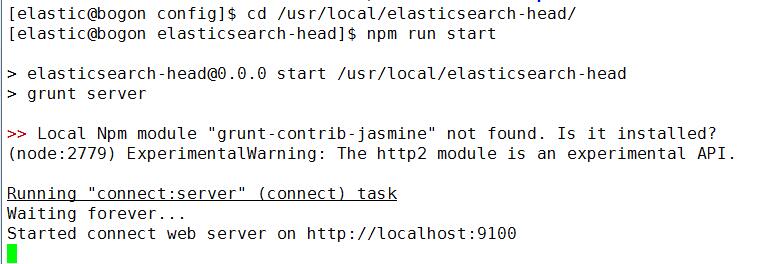 [elastic@bogon config]$ cd /usr/local/elasticsearch-head/
[elastic@bogon elasticsearch-head]$ npm run start
> elasticsearch-head@0.0.0 start /usr/local/elasticsearch-head
> grunt server
>> Local Npm module "grunt-contrib-jasmine" not found. Is it installed?
(node:2779) ExperimentalWarning: The http2 module is an experimental API.
Running "connect:server" (connect) task
Waiting forever...
Started connect web server on http://localhost:9100